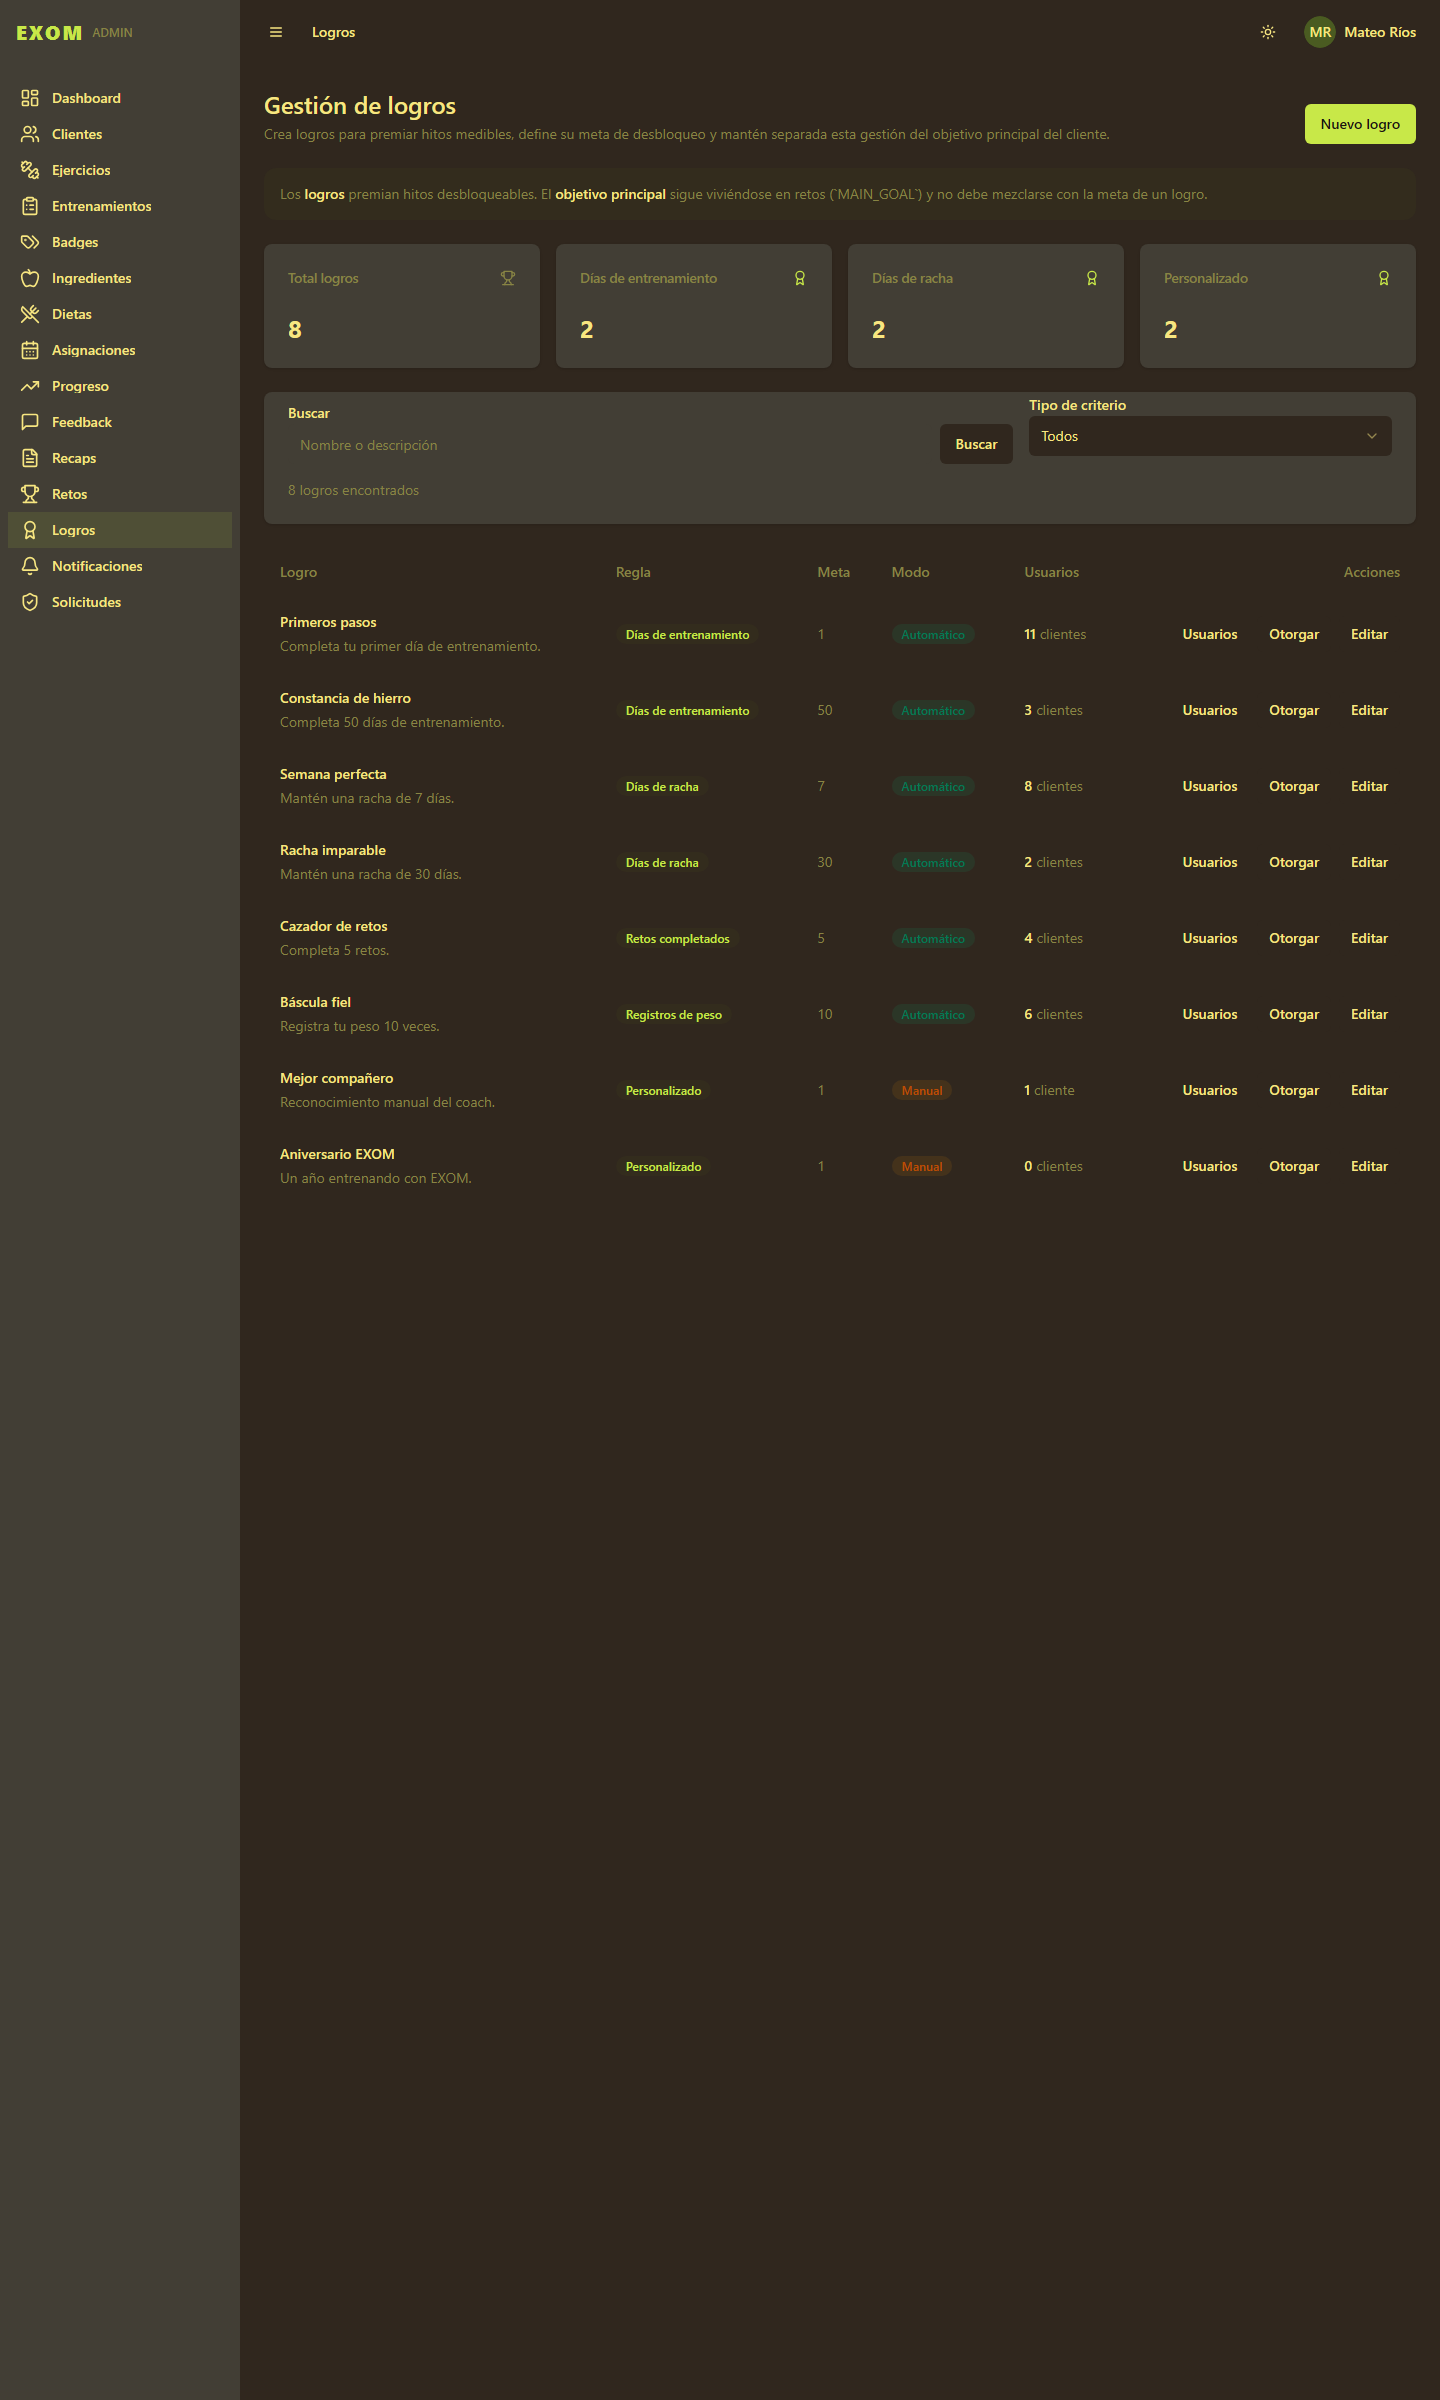 EXOM ADMIN
Dashboard
Clientes
Ejercicios
Entrenamientos
Badges
Ingredientes
Dietas
Asignaciones
Progreso
Feedback
Recaps
Retos
Logros
Notificaciones
Solicitudes
Logros
MR Mateo Ríos
Gestión de logros
Crea logros para premiar hitos medibles, define su meta de desbloqueo y mantén separada esta gestión del objetivo principal del cliente.
Nuevo logro
Los logros premian hitos desbloqueables. El objetivo principal sigue viviéndose en retos (`MAIN_GOAL`) y no debe mezclarse con la meta de un logro.
Total logros
8
Días de entrenamiento
2
Días de racha
2
Personalizado
2
Buscar
Nombre o descripción
Buscar
Tipo de criterio
Todos
8 logros encontrados
Logro Regla Meta Modo Usuarios Acciones
Primeros pasos
Completa tu primer día de entrenamiento.
Días de entrenamiento 1 Automático 11 clientes Usuarios Otorgar Editar
Constancia de hierro
Completa 50 días de entrenamiento.
Días de entrenamiento 50 Automático 3 clientes Usuarios Otorgar Editar
Semana perfecta
Mantén una racha de 7 días.
Días de racha 7 Automático 8 clientes Usuarios Otorgar Editar
Racha imparable
Mantén una racha de 30 días.
Días de racha 30 Automático 2 clientes Usuarios Otorgar Editar
Cazador de retos
Completa 5 retos.
Retos completados 5 Automático 4 clientes Usuarios Otorgar Editar
Báscula fiel
Registra tu peso 10 veces.
Registros de peso 10 Automático 6 clientes Usuarios Otorgar Editar
Mejor compañero
Reconocimiento manual del coach.
Personalizado 1 Manual 1 cliente Usuarios Otorgar Editar
Aniversario EXOM
Un año entrenando con EXOM.
Personalizado 1 Manual 0 clientes Usuarios Otorgar Editar